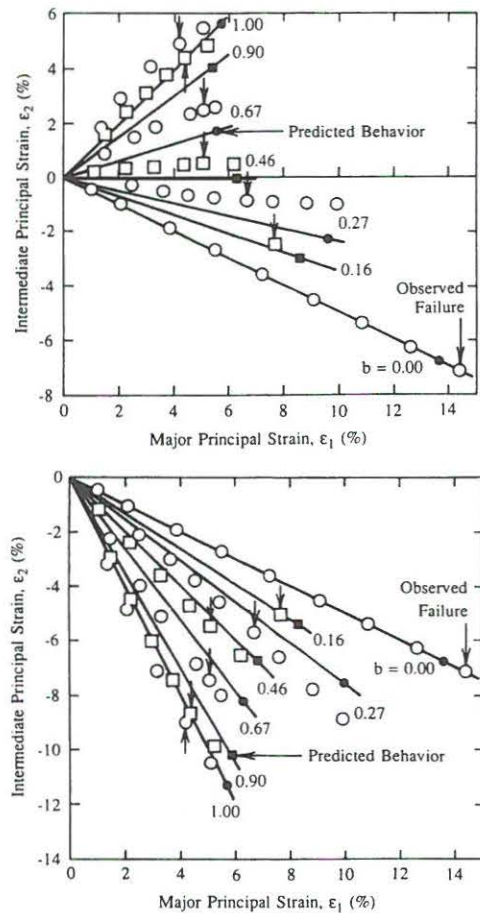 6
4
2
0
-2
-4
-6
-8
Intermediate Principal Strain, ε2 (%)
1.00
0.90
0.67
Predicted Behavior
0.46
0.27
0.16
Observed
Failure
b = 0.00
0 2 4 6 8 10 12 14
Major Principal Strain, ε1 (%)
0
-2
-4
-6
-8
-10
-12
-14
Intermediate Principal Strain, ε2 (%)
Observed
Failure
0.16
b = 0.00
0.46
0.27
0.67
Predicted Behavior
0.90
1.00
0 2 4 6 8 10 12 14
Major Principal Strain, ε1 (%)